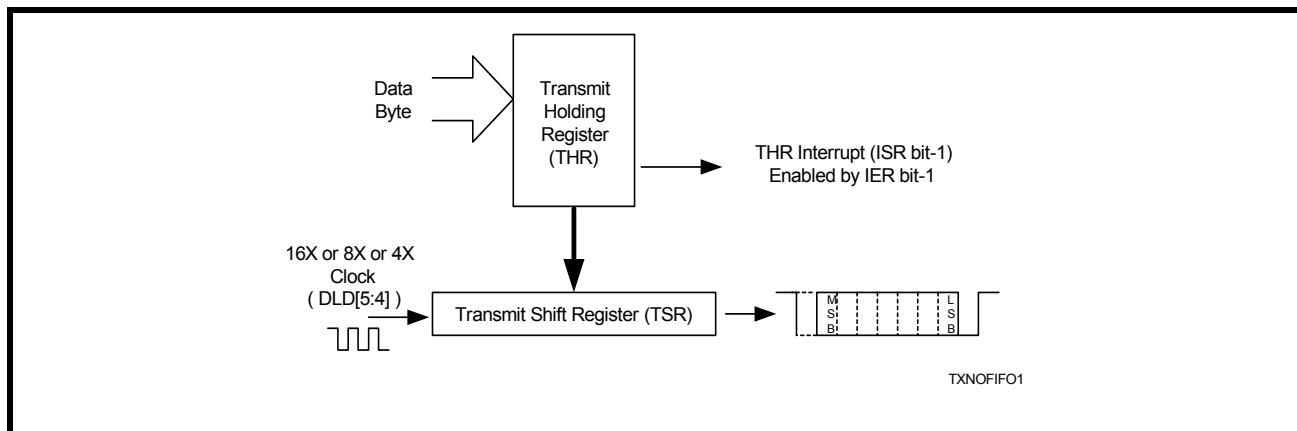 Data
Byte
Transmit
Holding
Register
(THR)
THR Interrupt (ISR bit-1)
Enabled by IER bit-1
16X or 8X or 4X
Clock
( DLD[5:4] )
Transmit Shift Register (TSR)
M
S
B
L
S
B
TXNOFIFO1